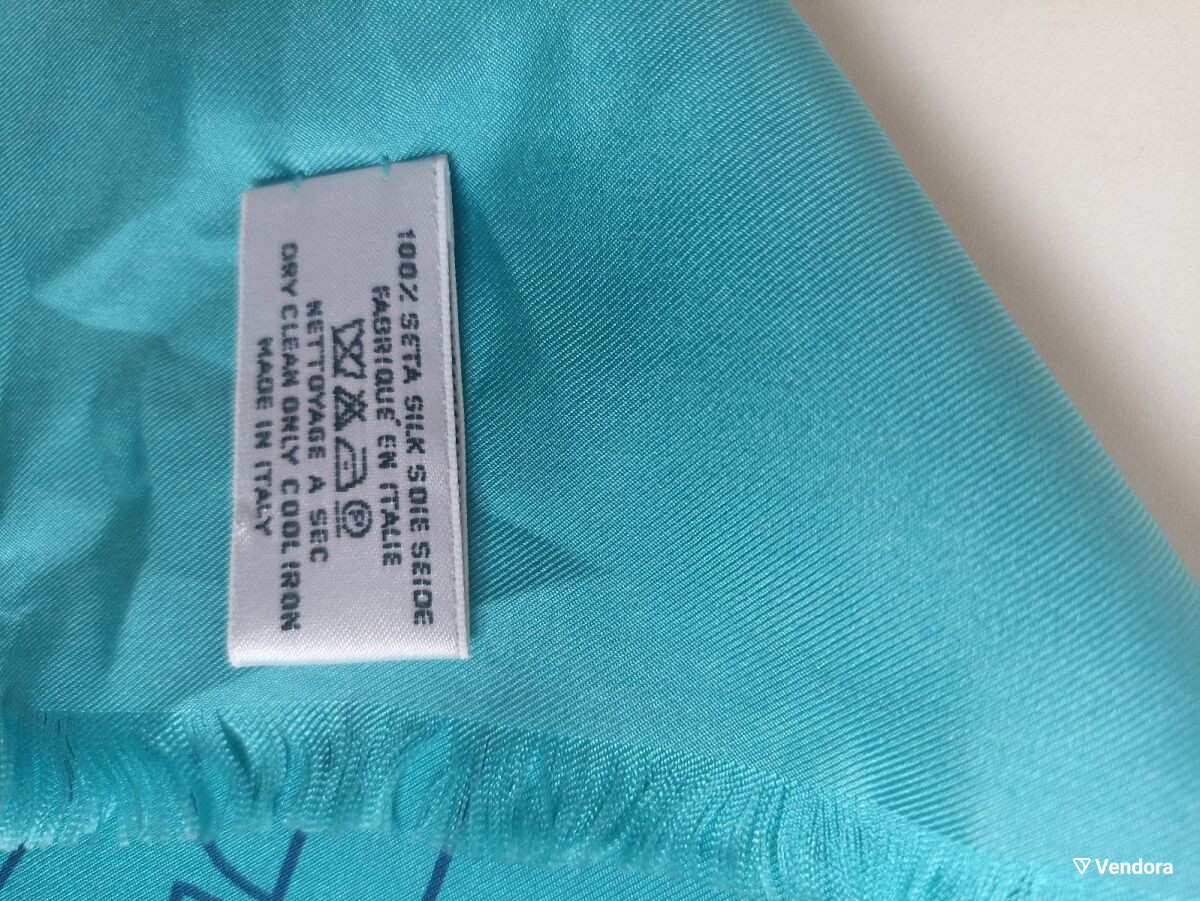 100% SETA SILK SOIE SEIDE
FABRIQUÉ EN ITALIE
P
NETTOYAGE A SEC
DRY CLEAN ONLY COOL IRON
MADE IN ITALY
Vendora